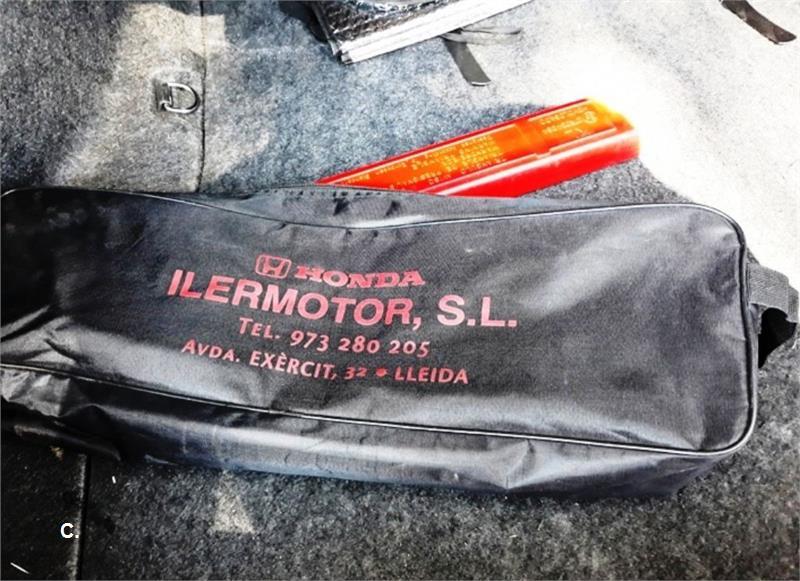 HONDA
ILERMOTOR, S.L.
TEL. 973 280 205
AVDA. EXÈRCIT, 32 • LLEIDA
C.